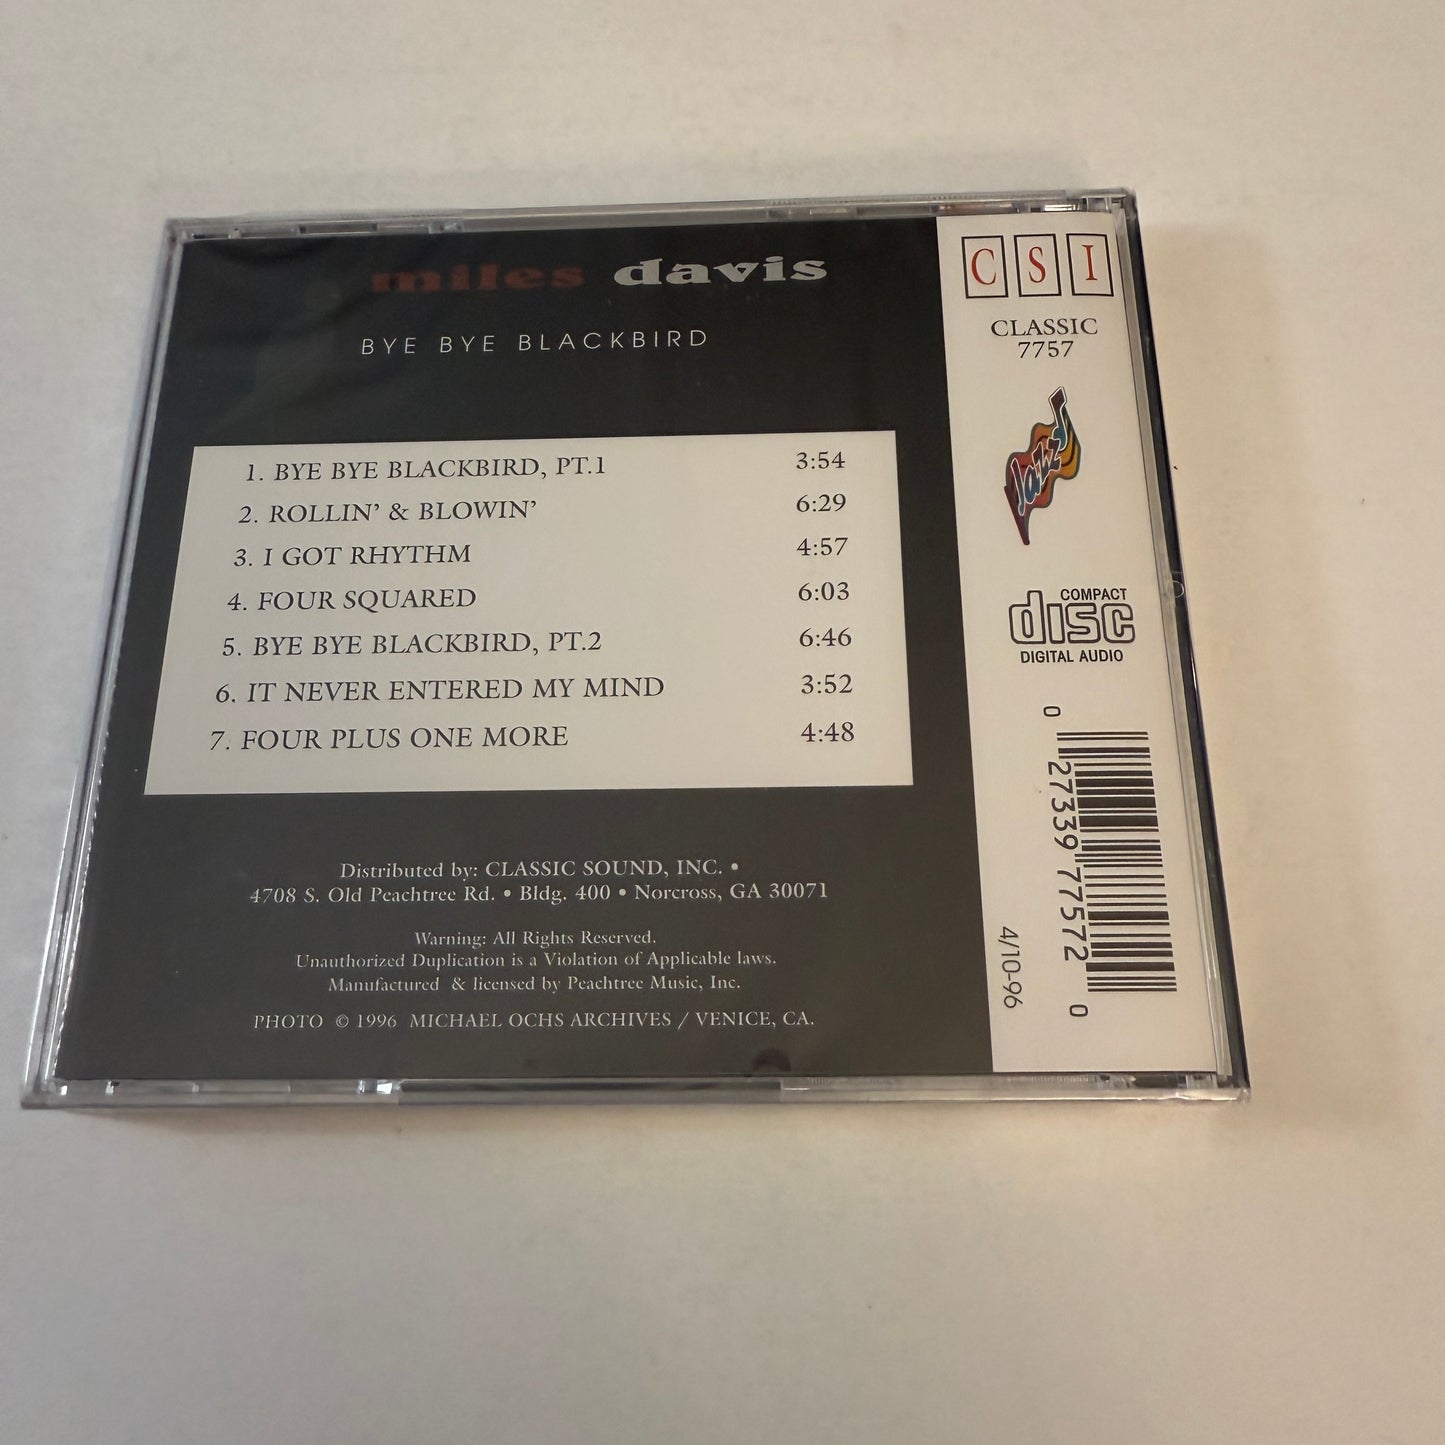 miles davis
BYE BYE BLACKBIRD
1. BYE BYE BLACKBIRD, PT.1 3:54
2. ROLLIN' & BLOWIN' 6:29
3. I GOT RHYTHM 4:57
4. FOUR SQUARED 6:03
5. BYE BYE BLACKBIRD, PT.2 6:46
6. IT NEVER ENTERED MY MIND 3:52
7. FOUR PLUS ONE MORE 4:48
Distributed by: CLASSIC SOUND, INC. •
4708 S. Old Peachtree Rd. • Bldg. 400 • Norcross, GA 30071
Warning: All Rights Reserved.
Unauthorized Duplication is a Violation of Applicable laws.
Manufactured & licensed by Peachtree Music, Inc.
PHOTO © 1996 MICHAEL OCHS ARCHIVES / VENICE, CA.
CSI
CLASSIC
7757
Jazz
COMPACT
disc
DIGITAL AUDIO
0 27339 77572 0
4/10-96